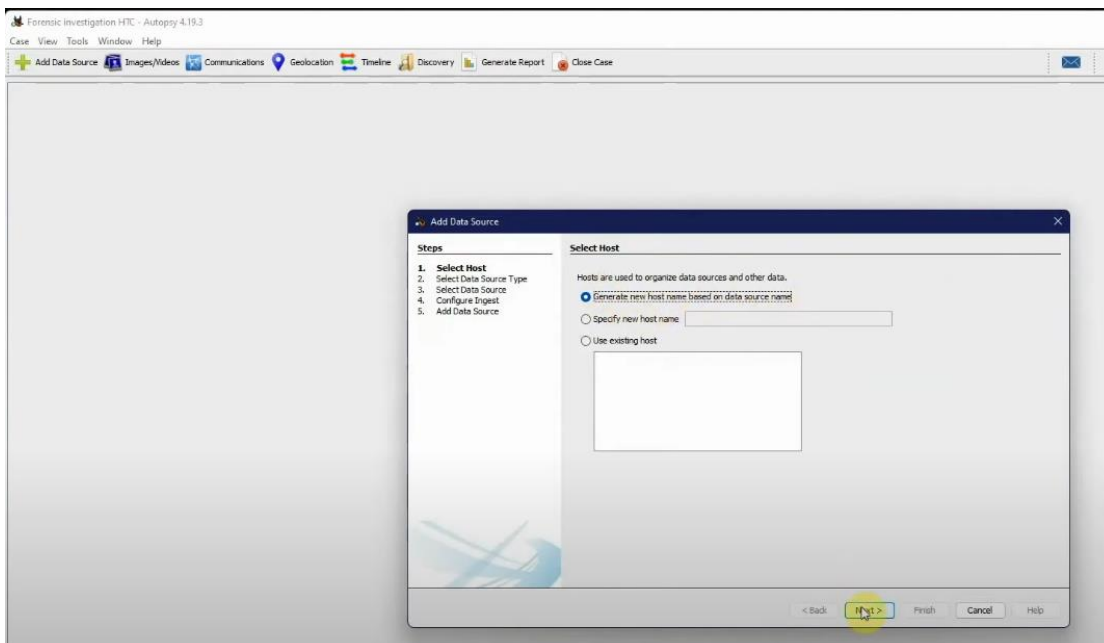 Forensic investigation HTC - Autopsy 4.19.3
Case View Tools Window Help
Add Data Source Images/Videos Communications Geolocation Timeline Discovery Generate Report Close Case
Add Data Source
Steps
1. Select Host
2. Select Data Source Type
3. Select Data Source
4. Configure Ingest
5. Add Data Source
Select Host
Hosts are used to organize data sources and other data.
Generate new host name based on data source name
Specify new host name
Use existing host
< Back Next > Finish Cancel Help